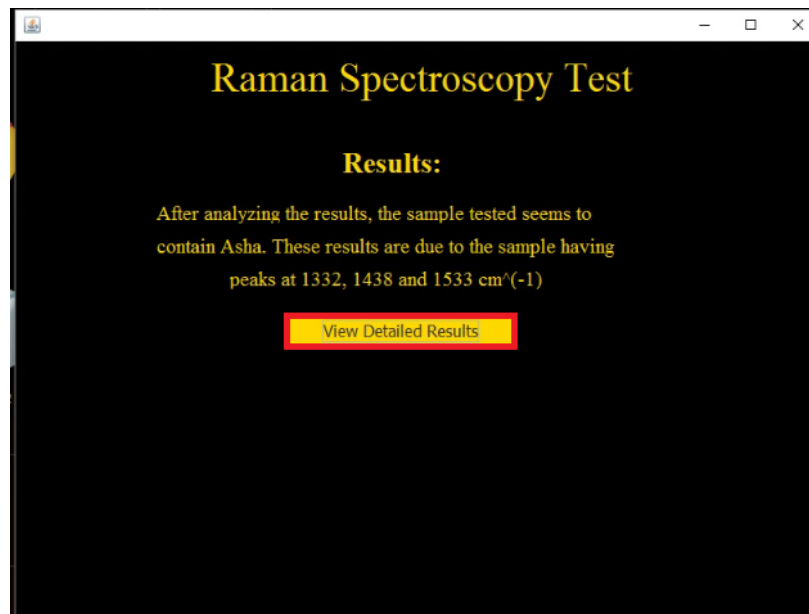 Raman Spectroscopy Test
Results:
After analyzing the results, the sample tested seems to
contain Asha. These results are due to the sample having
peaks at 1332, 1438 and 1533 cm^(-1)
View Detailed Results